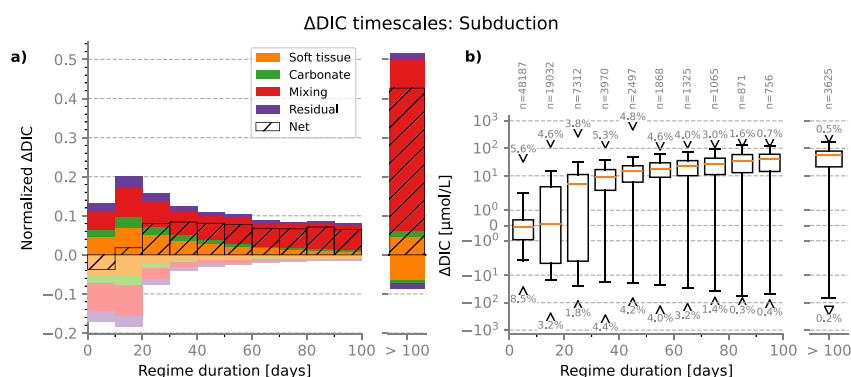 ΔDIC timescales: Subduction
a)
Normalized ΔDIC
0.5
0.4
0.3
0.2
0.1
0.0
−0.1
−0.2
Soft tissue
Carbonate
Mixing
Residual
Net
0 20 40 60 80 100
> 100
Regime duration [days]
b)
n=48187
n=19032
n=7312
n=3970
n=2497
n=1868
n=1325
n=1065
n=871
n=756
n=3625
ΔDIC [μmol/L]
10³
10²
10¹
10⁰
0
−10⁰
−10¹
−10²
−10³
5.6% 4.6% 3.8% 5.3% 4.8% 4.6% 4.0% 3.0% 1.6% 0.7% 0.5%
8.5% 3.2% 1.8% 4.4% 4.2% 4.0% 3.2% 1.4% 0.3% 0.4% 0.2%
0 20 40 60 80 100
> 100
Regime duration [days]